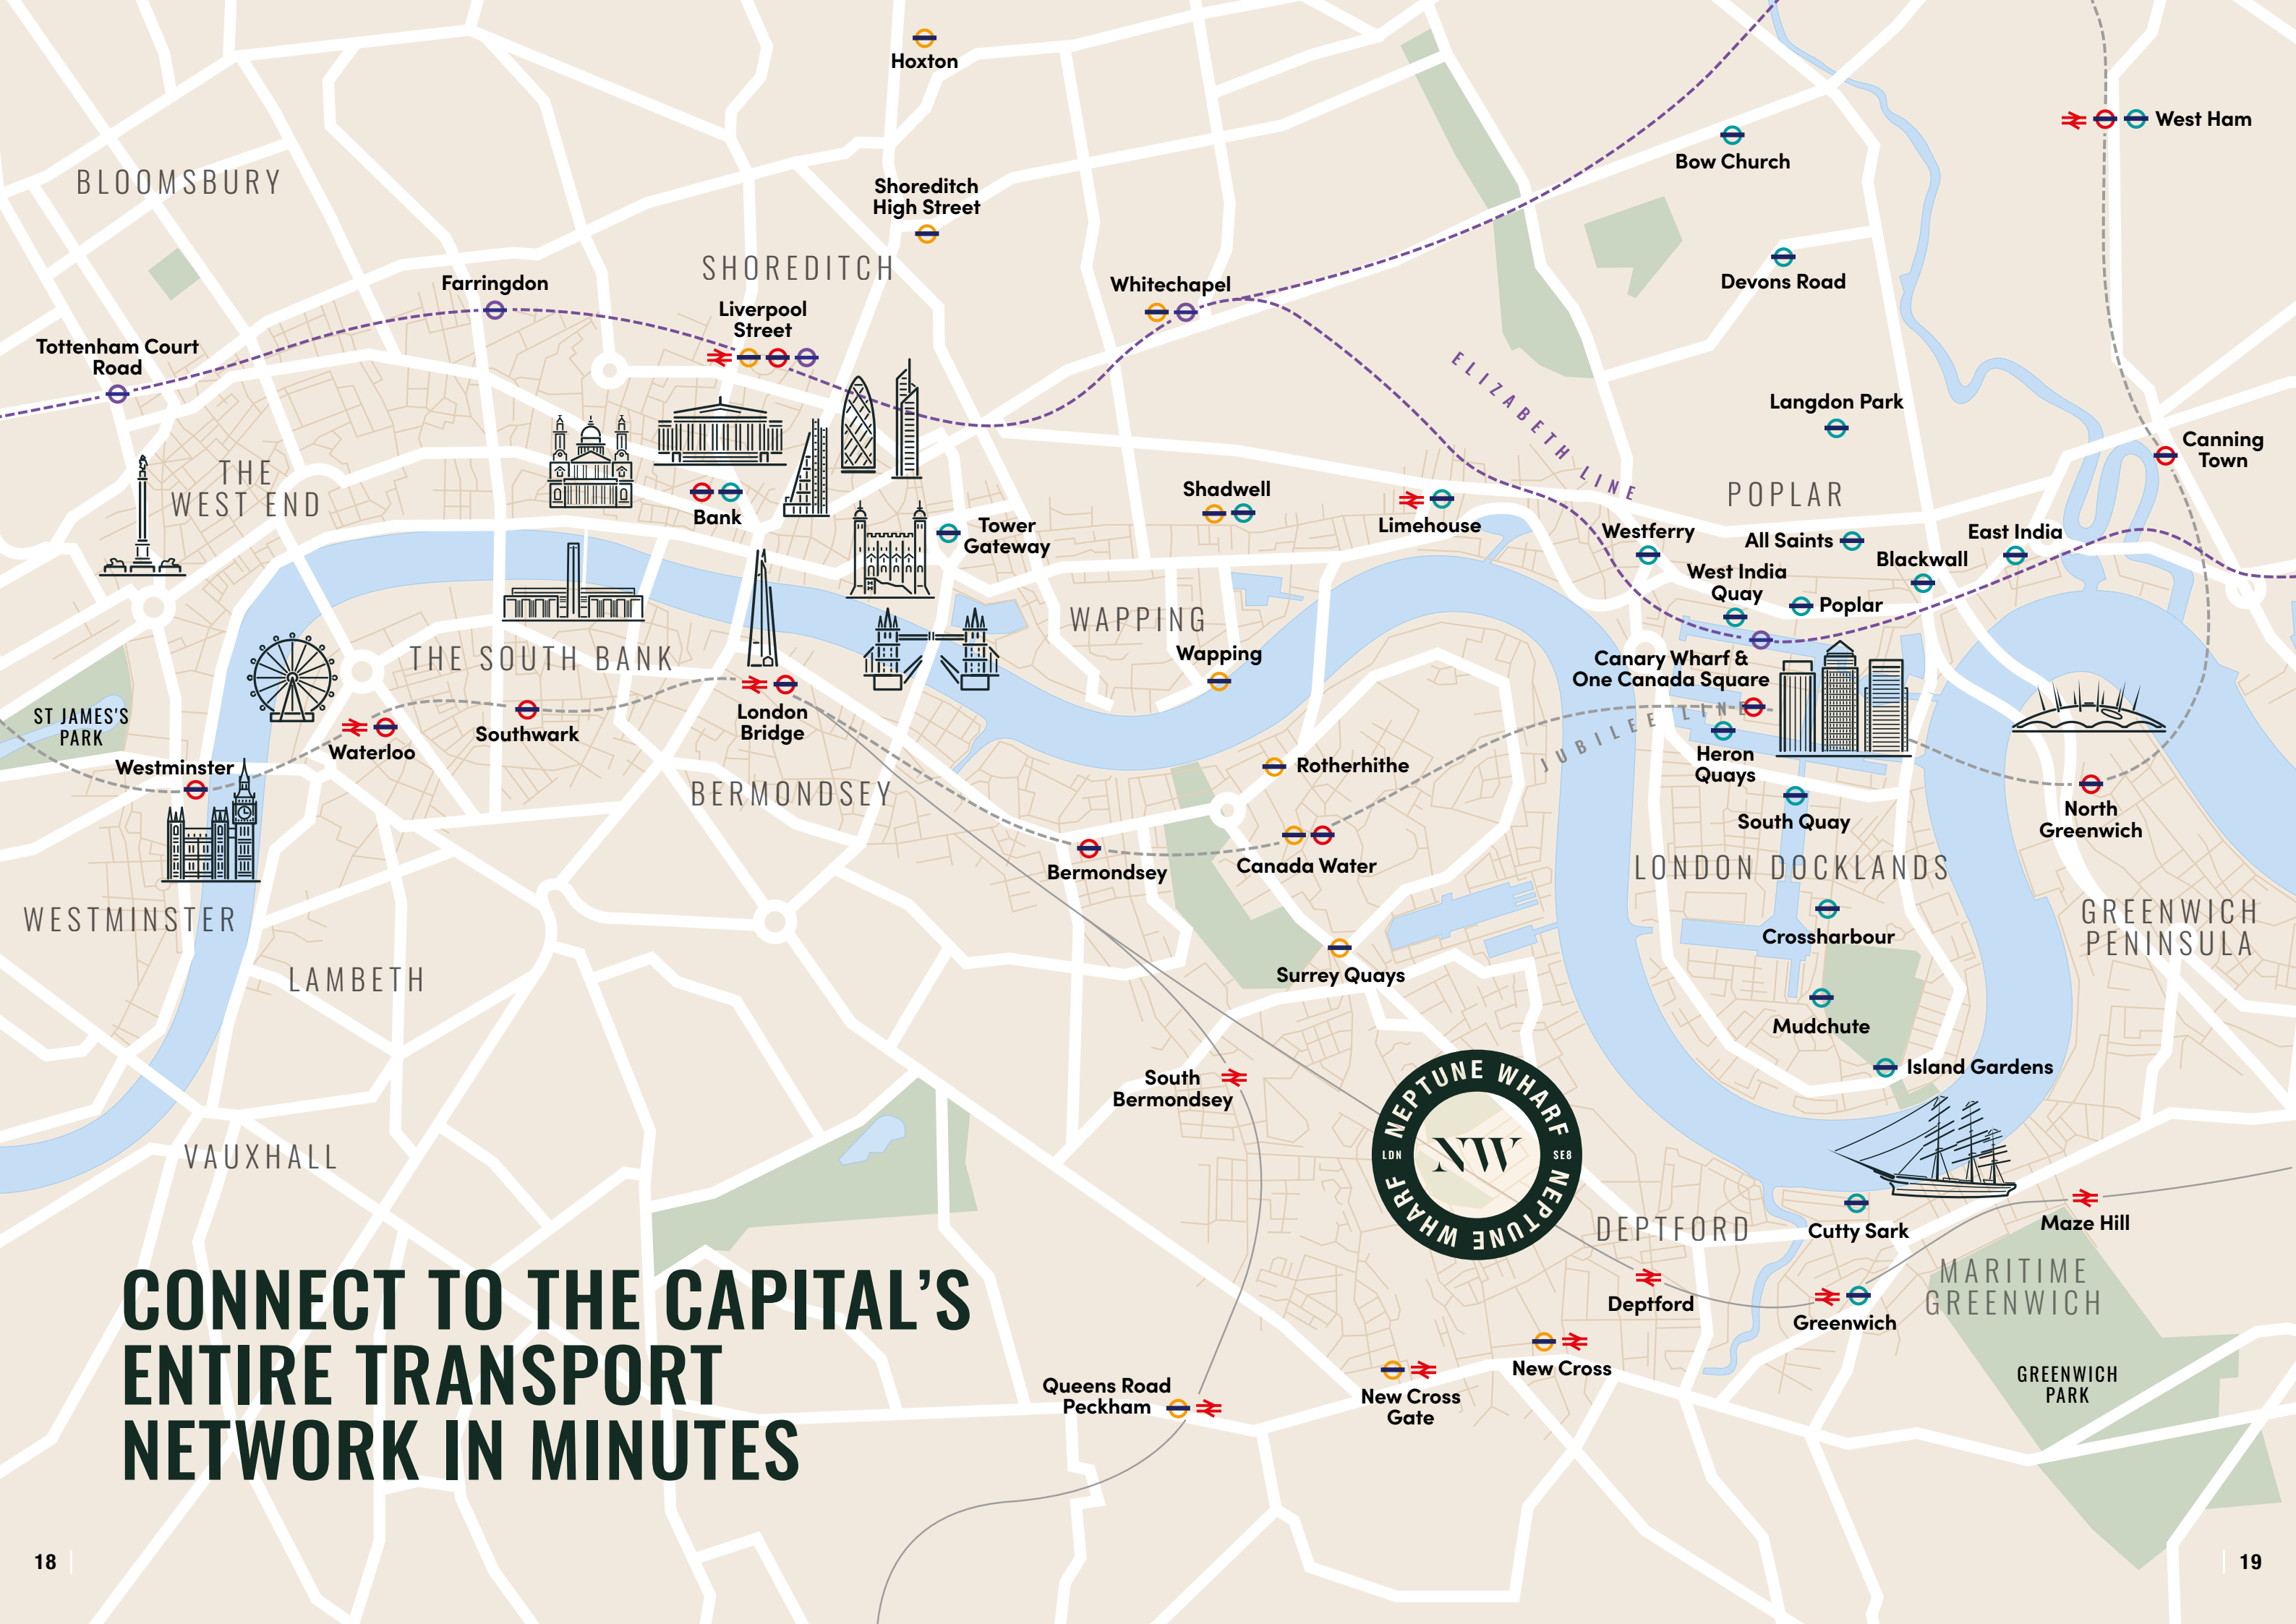 Hoxton
West Ham
Bow Church
BLOOMSBURY
Shoreditch
High Street
SHOREDITCH
Farringdon
Whitechapel
Devons Road
Liverpool
Street
Tottenham Court
Road
ELIZABETH LINE
Langdon Park
Canning
Town
THE
WEST END
POPLAR
Shadwell
Bank
Limehouse
Tower
Gateway
Westferry
All Saints
East India
Blackwall
West India
Quay
Poplar
WAPPING
Wapping
THE SOUTH BANK
Canary Wharf &
One Canada Square
ST JAMES'S
PARK
London
Bridge
Southwark
Waterloo
JUBILEE LINE
Heron
Quays
Westminster
Rotherhithe
BERMONDSEY
North
Greenwich
South Quay
Bermondsey
Canada Water
LONDON DOCKLANDS
WESTMINSTER
GREENWICH
PENINSULA
Crossharbour
LAMBETH
Surrey Quays
Mudchute
Island Gardens
South
Bermondsey
NEPTUNE WHARF
LDN
NW
SE8
NEPTUNE WHARF
VAUXHALL
DEPTFORD
Cutty Sark
Maze Hill
MARITIME
GREENWICH
Deptford
Greenwich
CONNECT TO THE CAPITAL’S
ENTIRE TRANSPORT
NETWORK IN MINUTES
New Cross
GREENWICH
PARK
Queens Road
Peckham
New Cross
Gate
18
19